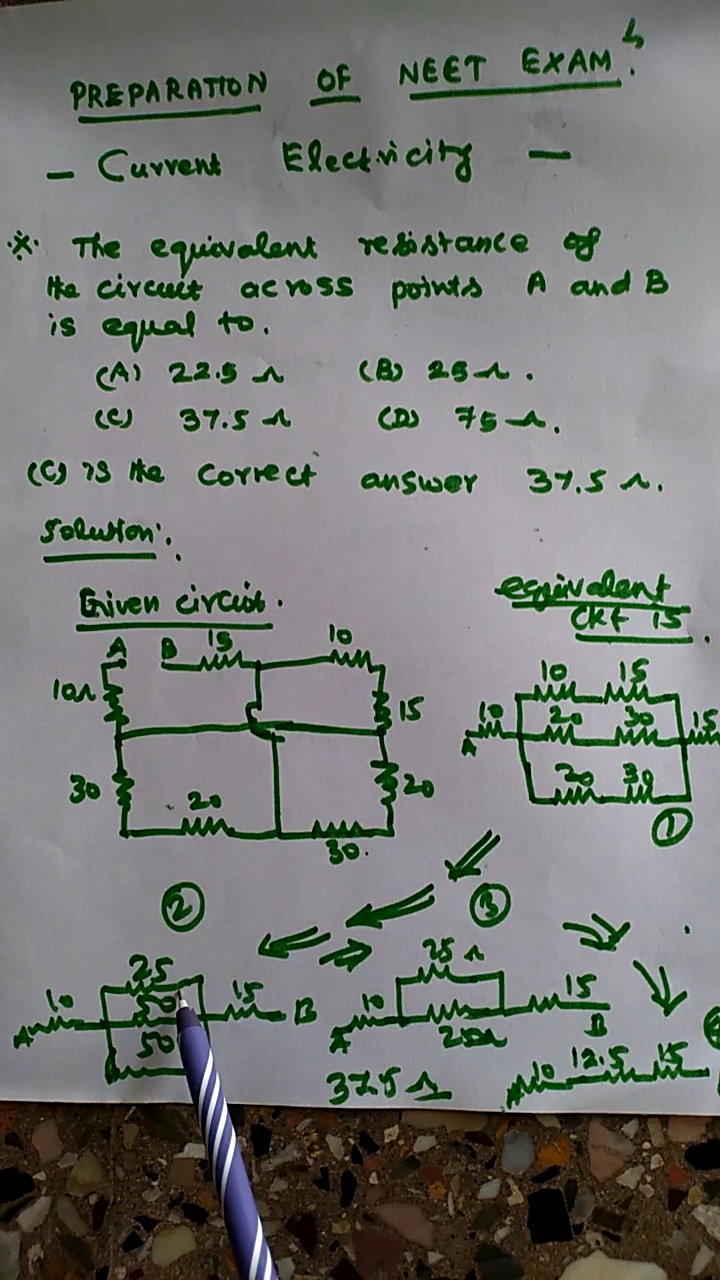 PREPARATION OF NEET EXAM.
- Current Electricity -
※ The equivalent resistance of
the circuit across points A and B
is equal to.
(A) 22.5 Ω (B) 25 Ω.
(C) 37.5 Ω (D) 75 Ω.
(C) is the correct answer 37.5 Ω.
Solution:
Given circuit.
equivalent
ckt is
A B 15 10
10Ω
15
30 20 20
30.
10 15
10 20 30 15
A
20 30
①
② ③
25
10 50 15
A B
50
25 Ω
10 15
A 25Ω B
37.5 Ω
10 12.5 15
A